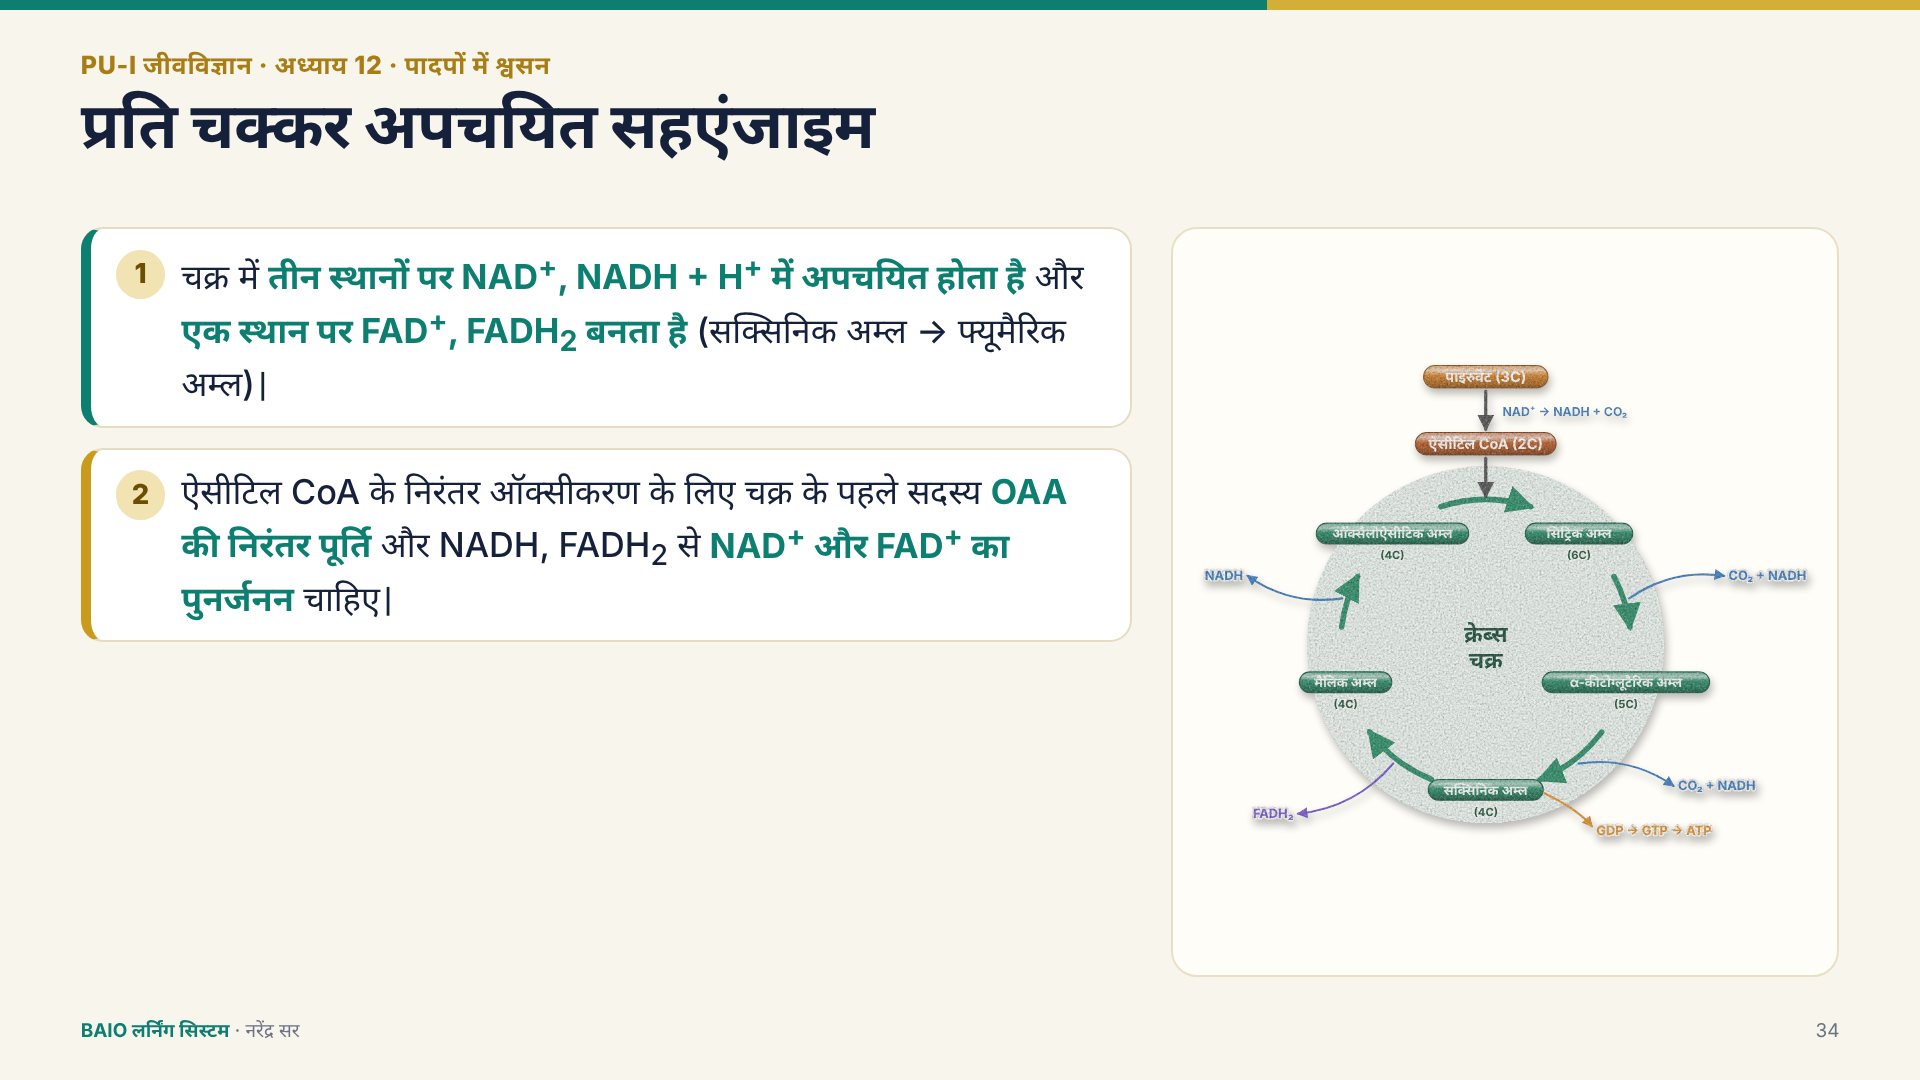 PU-I जीवविज्ञान · अध्याय 12 · पादपों में श्वसन
प्रति चक्कर अपचयित सहएंजाइम
1
चक्र में तीन स्थानों पर NAD⁺, NADH + H⁺ में अपचयित होता है और
एक स्थान पर FAD⁺, FADH₂ बनता है (सक्सिनिक अम्ल → फ्यूमैरिक
अम्ल)|
2
ऐसीटिल CoA के निरंतर ऑक्सीकरण के लिए चक्र के पहले सदस्य OAA
की निरंतर पूर्ति और NADH, FADH₂ से NAD⁺ और FAD⁺ का
पुनर्जनन चाहिए|
पाइरुवेट (3C)
NAD⁺ → NADH + CO₂
ऐसीटिल CoA (2C)
ऑक्सैलोऐसीटिक अम्ल
(4C)
सिट्रिक अम्ल
(6C)
NADH
CO₂ + NADH
क्रेब्स
चक्र
मैलिक अम्ल
(4C)
α-कीटोग्लूटैरिक अम्ल
(5C)
सक्सिनिक अम्ल
(4C)
CO₂ + NADH
FADH₂
GDP → GTP → ATP
BAIO लर्निंग सिस्टम · नरेंद्र सर
34